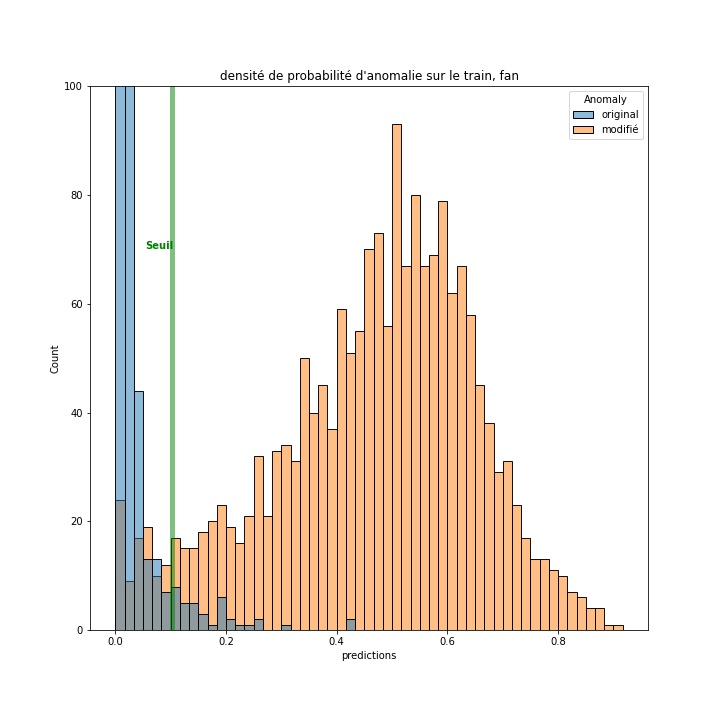 densité de probabilité d'anomalie sur le train, fan
Anomaly
original
modifié
Seuil
Count
100
80
60
40
20
0
0.0 0.2 0.4 0.6 0.8
predictions